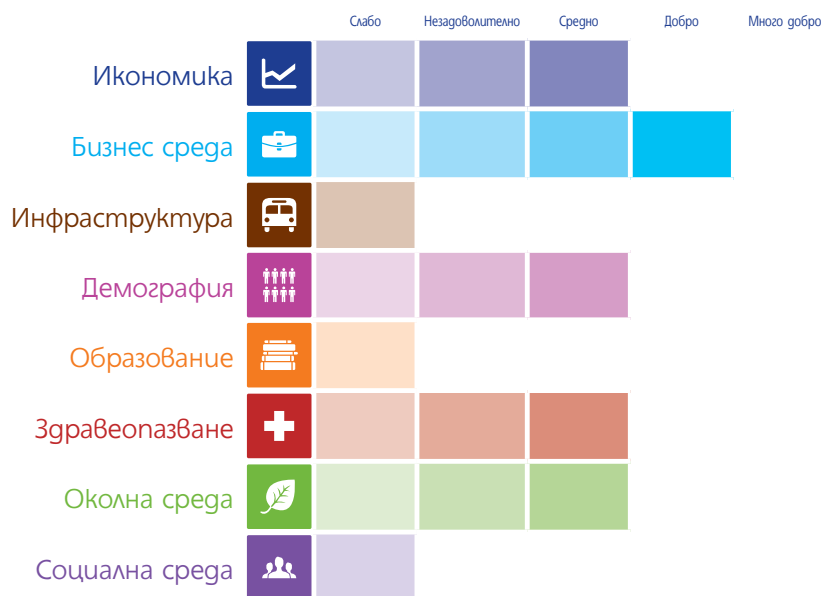 Слабо Незадоволително Средно Добро Много добро
Икономика
Бизнес среда
Инфраструктура
Демография
Образование
Здравеопазване
Околна среда
Социална среда